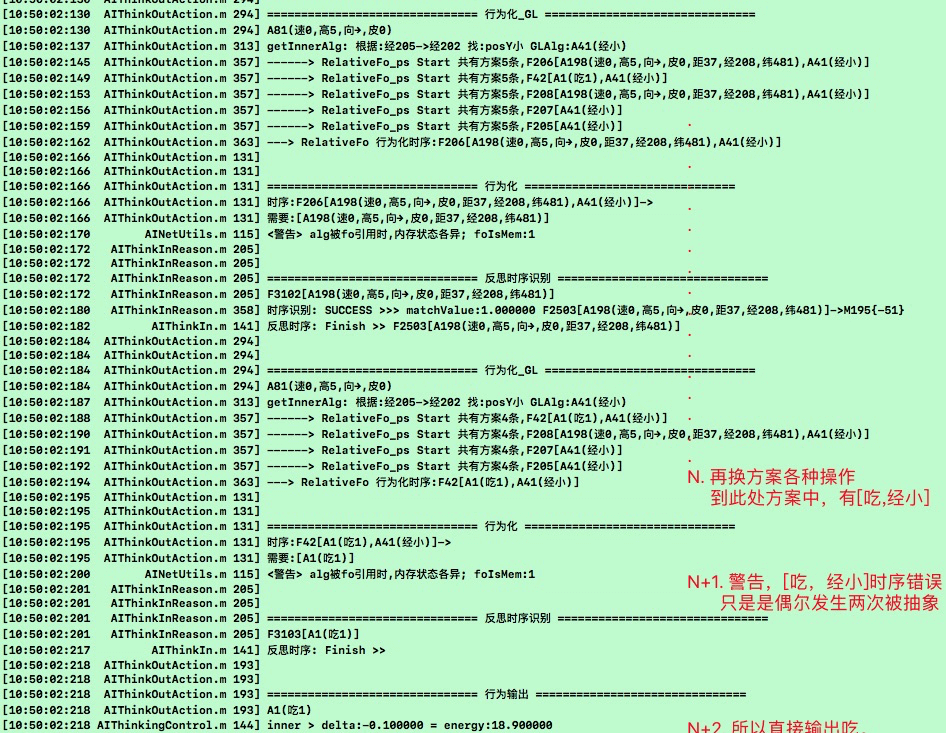 [10:50:02:130  AIThinkOutAction.m 294] ============================== 行为化_GL ==============================
[10:50:02:130  AIThinkOutAction.m 294] A81(速0,高5,向→,皮0)
[10:50:02:137  AIThinkOutAction.m 313] getInnerAlg: 根据:经205->经202 找:posY小 GLAlg:A41(经小)
[10:50:02:145  AIThinkOutAction.m 357] ------> RelativeFo_ps Start 共有方案5条,F206[A198(速0,高5,向→,皮0,距37,经208,纬481),A41(经小)]
[10:50:02:149  AIThinkOutAction.m 357] ------> RelativeFo_ps Start 共有方案5条,F42[A1(吃1),A41(经小)]
[10:50:02:153  AIThinkOutAction.m 357] ------> RelativeFo_ps Start 共有方案5条,F208[A198(速0,高5,向→,皮0,距37,经208,纬481),A41(经小)]
[10:50:02:156  AIThinkOutAction.m 357] ------> RelativeFo_ps Start 共有方案5条,F207[A41(经小)]
[10:50:02:159  AIThinkOutAction.m 357] ------> RelativeFo_ps Start 共有方案5条,F205[A41(经小)]
[10:50:02:162  AIThinkOutAction.m 363] ---> RelativeFo 行为化时序:F206[A198(速0,高5,向→,皮0,距37,经208,纬481),A41(经小)]
[10:50:02:166  AIThinkOutAction.m 131]
[10:50:02:166  AIThinkOutAction.m 131]
[10:50:02:166  AIThinkOutAction.m 131] ============================== 行为化 ==============================
[10:50:02:166  AIThinkOutAction.m 131] 时序:F206[A198(速0,高5,向→,皮0,距37,经208,纬481),A41(经小)]->
[10:50:02:166  AIThinkOutAction.m 131] 需要:[A198(速0,高5,向→,皮0,距37,经208,纬481)]
[10:50:02:170        AINetUtils.m 115] <警告> alg被fo引用时,内存状态各异; foIsMem:1
[10:50:02:172   AIThinkInReason.m 205]
[10:50:02:172   AIThinkInReason.m 205]
[10:50:02:172   AIThinkInReason.m 205] ============================== 反思时序识别 ==============================
[10:50:02:172   AIThinkInReason.m 205] F3102[A198(速0,高5,向→,皮0,距37,经208,纬481)]
[10:50:02:180   AIThinkInReason.m 358] 时序识别: SUCCESS >>> matchValue:1.000000 F2503[A198(速0,高5,向→,皮0,距37,经208,纬481)]->M195{-51}
[10:50:02:182         AIThinkIn.m 141] 反思时序: Finish >> F2503[A198(速0,高5,向→,皮0,距37,经208,纬481)]
[10:50:02:184  AIThinkOutAction.m 294]
[10:50:02:184  AIThinkOutAction.m 294]
[10:50:02:184  AIThinkOutAction.m 294] ============================== 行为化_GL ==============================
[10:50:02:184  AIThinkOutAction.m 294] A81(速0,高5,向→,皮0)
[10:50:02:187  AIThinkOutAction.m 313] getInnerAlg: 根据:经205->经202 找:posY小 GLAlg:A41(经小)
[10:50:02:188  AIThinkOutAction.m 357] ------> RelativeFo_ps Start 共有方案4条,F42[A1(吃1),A41(经小)]
[10:50:02:190  AIThinkOutAction.m 357] ------> RelativeFo_ps Start 共有方案4条,F208[A198(速0,高5,向→,皮0,距37,经208,纬481),A41(经小)]
[10:50:02:191  AIThinkOutAction.m 357] ------> RelativeFo_ps Start 共有方案4条,F207[A41(经小)]
[10:50:02:192  AIThinkOutAction.m 357] ------> RelativeFo_ps Start 共有方案4条,F205[A41(经小)]
[10:50:02:194  AIThinkOutAction.m 363] ---> RelativeFo 行为化时序:F42[A1(吃1),A41(经小)]
N. 再换方案各种操作
到此处方案中，有[吃,经小]
[10:50:02:195  AIThinkOutAction.m 131]
[10:50:02:195  AIThinkOutAction.m 131]
[10:50:02:195  AIThinkOutAction.m 131] ============================== 行为化 ==============================
[10:50:02:195  AIThinkOutAction.m 131] 时序:F42[A1(吃1),A41(经小)]->
[10:50:02:195  AIThinkOutAction.m 131] 需要:[A1(吃1)]
[10:50:02:200        AINetUtils.m 115] <警告> alg被fo引用时,内存状态各异; foIsMem:1
N+1. 警告，[吃，经小]时序错误
只是是偶尔发生两次被抽象
[10:50:02:201   AIThinkInReason.m 205]
[10:50:02:201   AIThinkInReason.m 205]
[10:50:02:201   AIThinkInReason.m 205] ============================== 反思时序识别 ==============================
[10:50:02:201   AIThinkInReason.m 205] F3103[A1(吃1)]
[10:50:02:217         AIThinkIn.m 141] 反思时序: Finish >>
[10:50:02:218  AIThinkOutAction.m 193]
[10:50:02:218  AIThinkOutAction.m 193]
[10:50:02:218  AIThinkOutAction.m 193] ============================== 行为输出 ==============================
[10:50:02:218  AIThinkOutAction.m 193] A1(吃1)
[10:50:02:218 AIThinkingControl.m 144] inner > delta:-0.100000 = energy:18.900000
N+2. 所以直接输出吃。